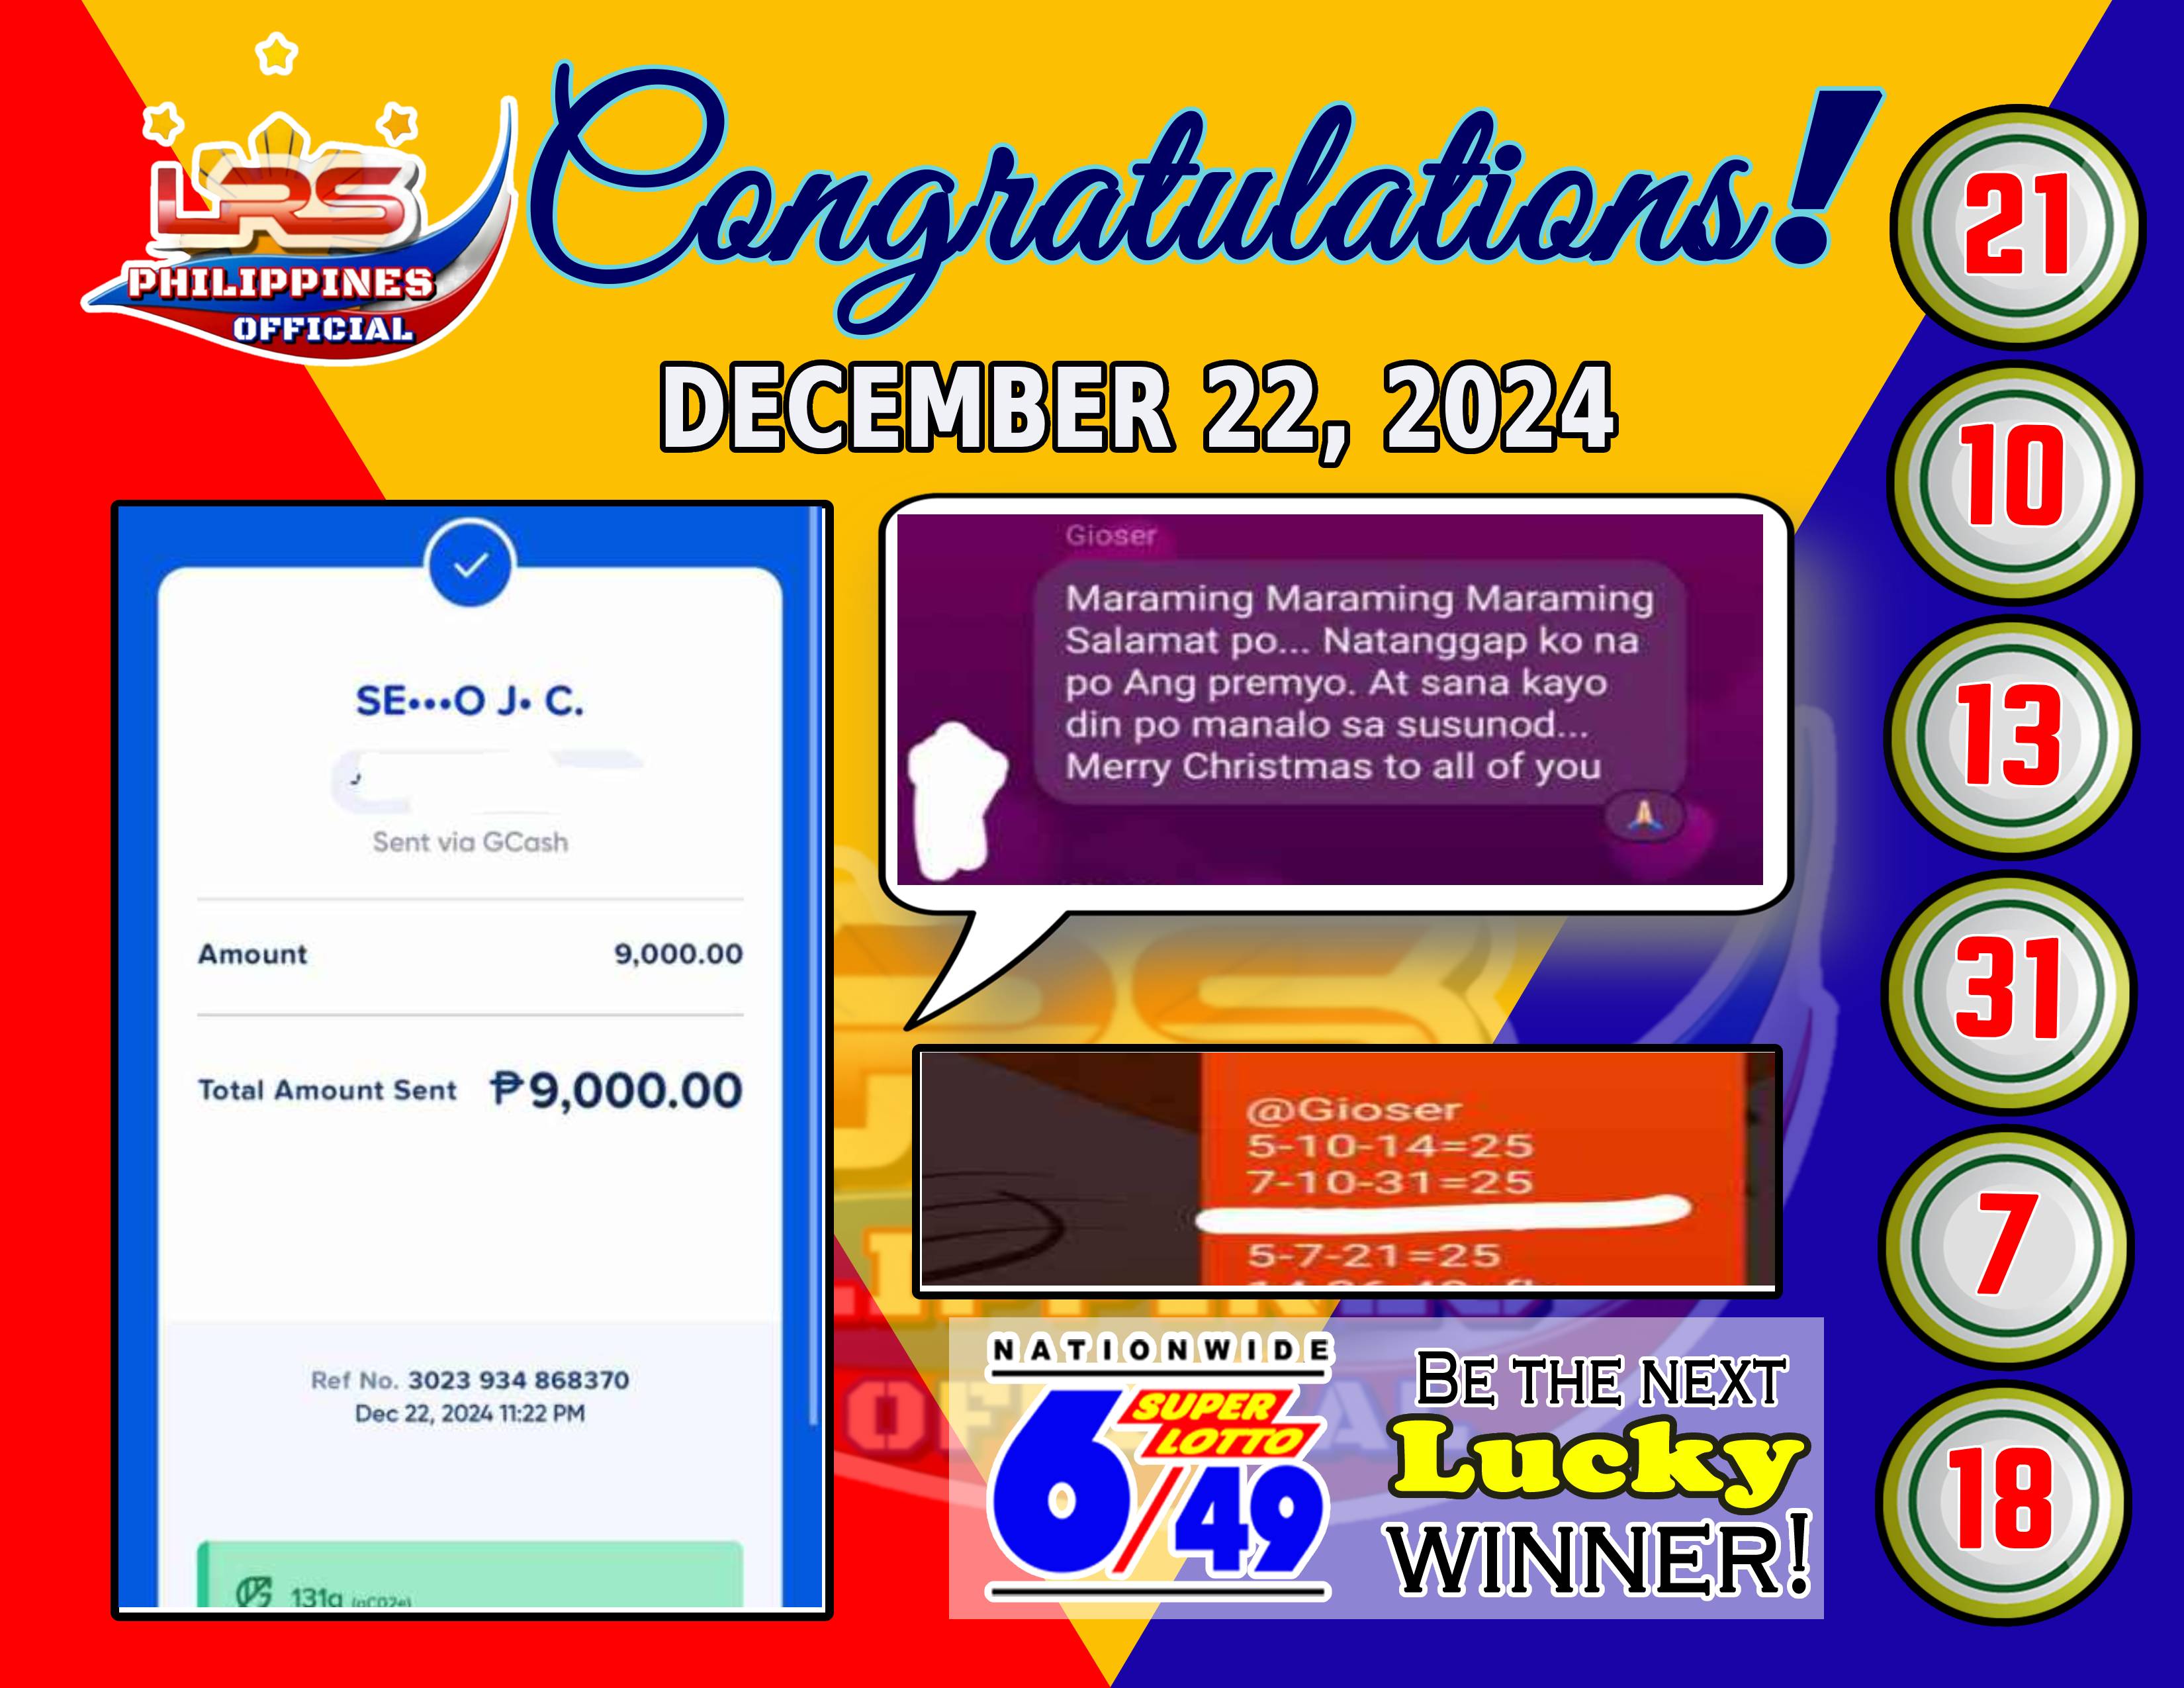 LRS
PHILIPPINES
OFFICIAL
Congratulations!
DECEMBER 22, 2024
SE•••O J• C.
Sent via GCash
Amount 9,000.00
Total Amount Sent ₱9,000.00
Ref No. 3023 934 868370
Dec 22, 2024 11:22 PM
131g (gCO2e)
Gioser
Maraming Maraming Maraming
Salamat po... Natanggap ko na
po Ang premyo. At sana kayo
din po manalo sa susunod...
Merry Christmas to all of you
@Gioser
5-10-14=25
7-10-31=25
5-7-21=25
NATIONWIDE
SUPER
LOTTO
6/49
BE THE NEXT
Lucky
WINNER!
21
10
13
31
7
18